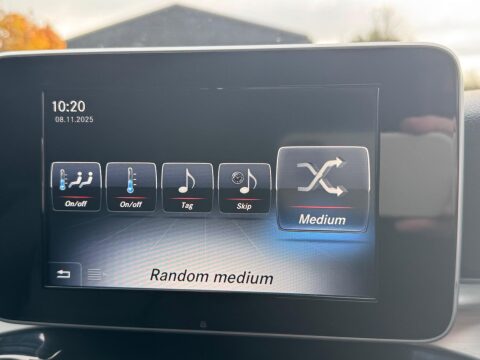 10:20
08.11.2025
On/off
On/off
Tag
Skip
Medium
Random medium